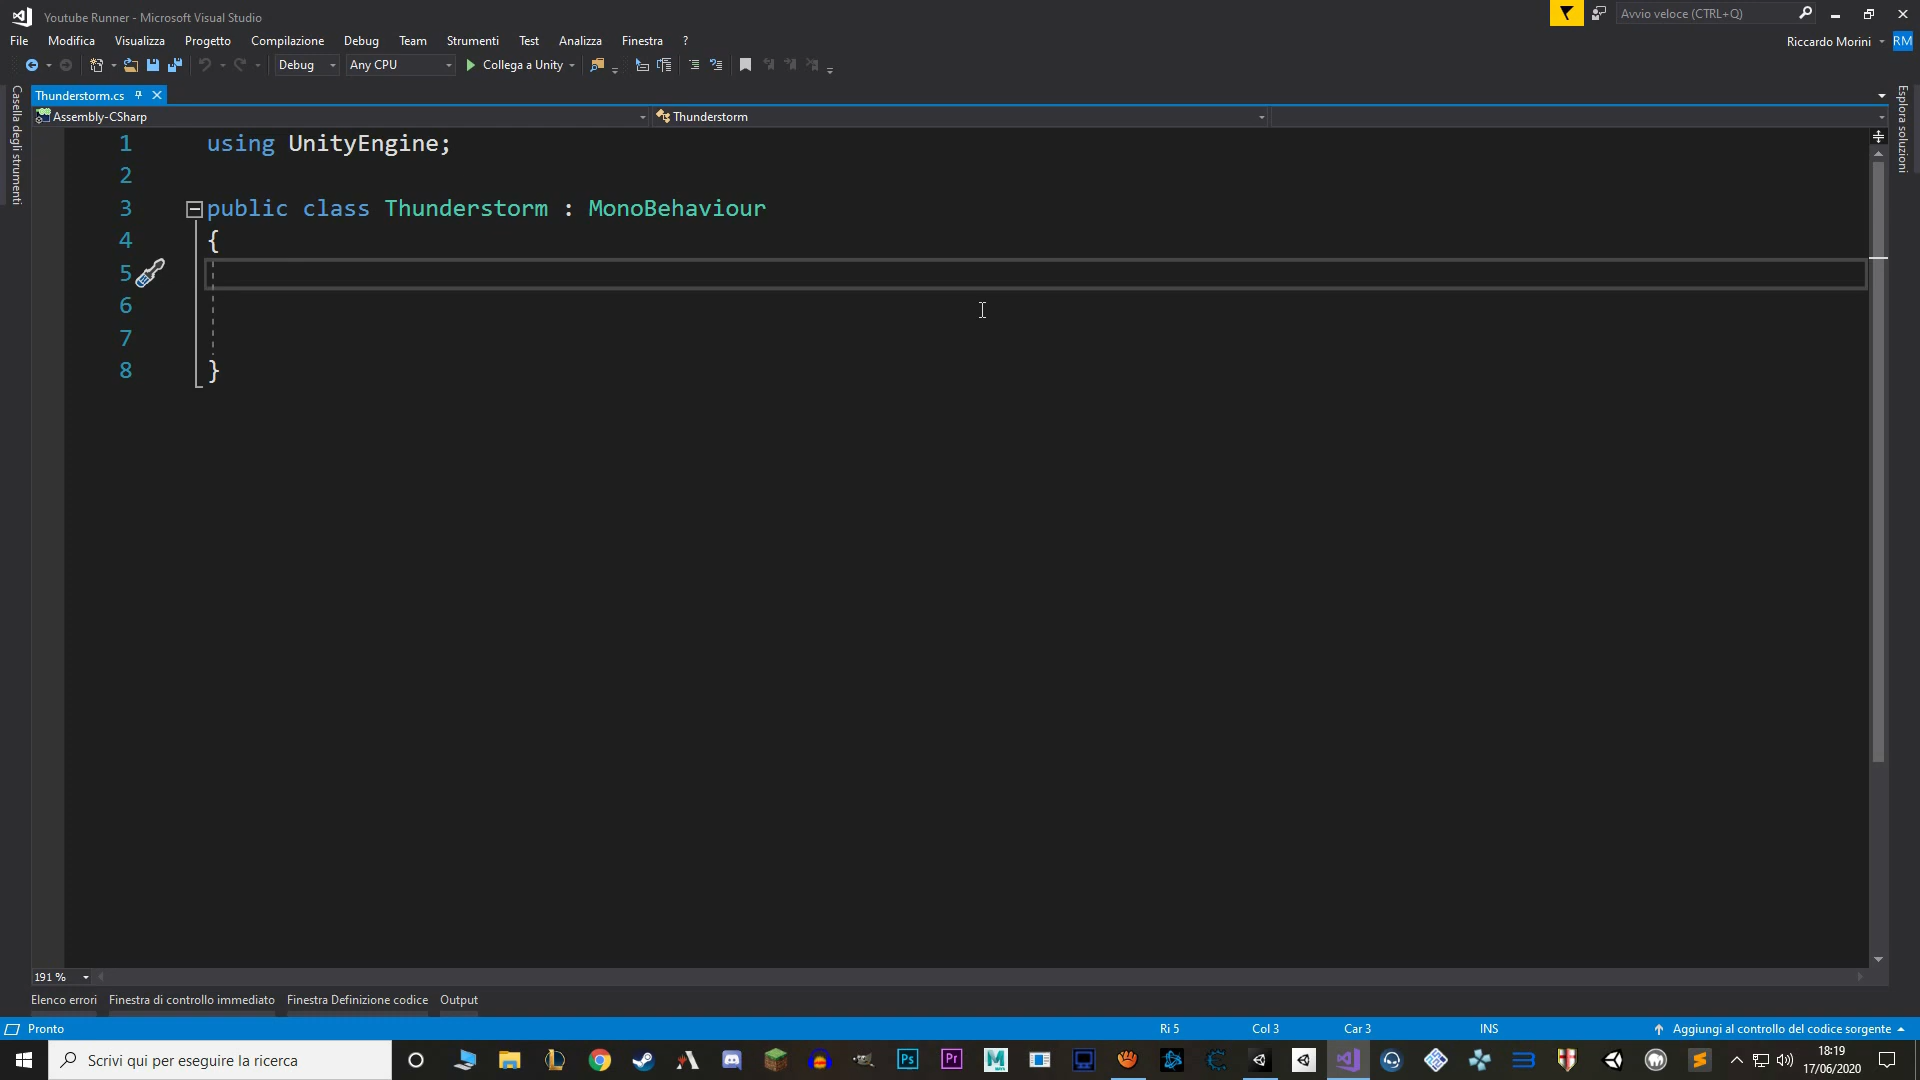 Youtube Runner - Microsoft Visual Studio
Avvio veloce (CTRL+Q)
File Modifica Visualizza Progetto Compilazione Debug Team Strumenti Test Analizza Finestra ?
Riccardo Morini RM
Debug Any CPU Collega a Unity
Casella degli strumenti
Thunderstorm.cs
Esplora soluzioni
Assembly-CSharp Thunderstorm
1 using UnityEngine;
2
3 public class Thunderstorm : MonoBehaviour
4 {
5
6
7
8 }
191 %
Elenco errori Finestra di controllo immediato Finestra Definizione codice Output
Pronto Ri 5 Col 3 Car 3 INS Aggiungi al controllo del codice sorgente
Scrivi qui per eseguire la ricerca
Ps Pr M
18:19
17/06/2020